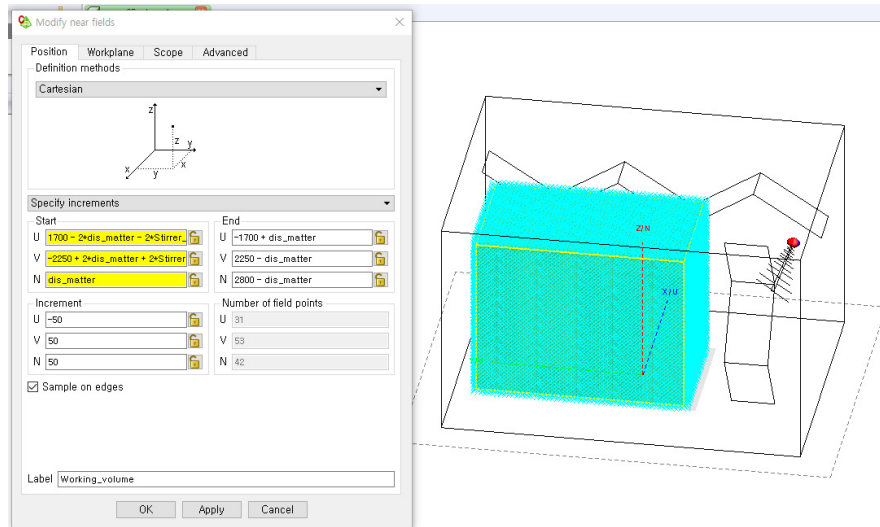 Modify near fields
Position Workplane Scope Advanced
Definition methods
Cartesian
z
z y
x x
y
Specify increments
Start End
U 1700 - 2*dis_matter - 2*Stirrer_ U -1700 + dis_matter
V -2250 + 2*dis_matter + 2*Stirrer V 2250 - dis_matter
N dis_matter N 2800 - dis_matter
Increment Number of field points
U -50 U 31
V 50 V 53
N 50 N 42
Sample on edges
Label Working_volume
OK Apply Cancel
Z/N
X/U